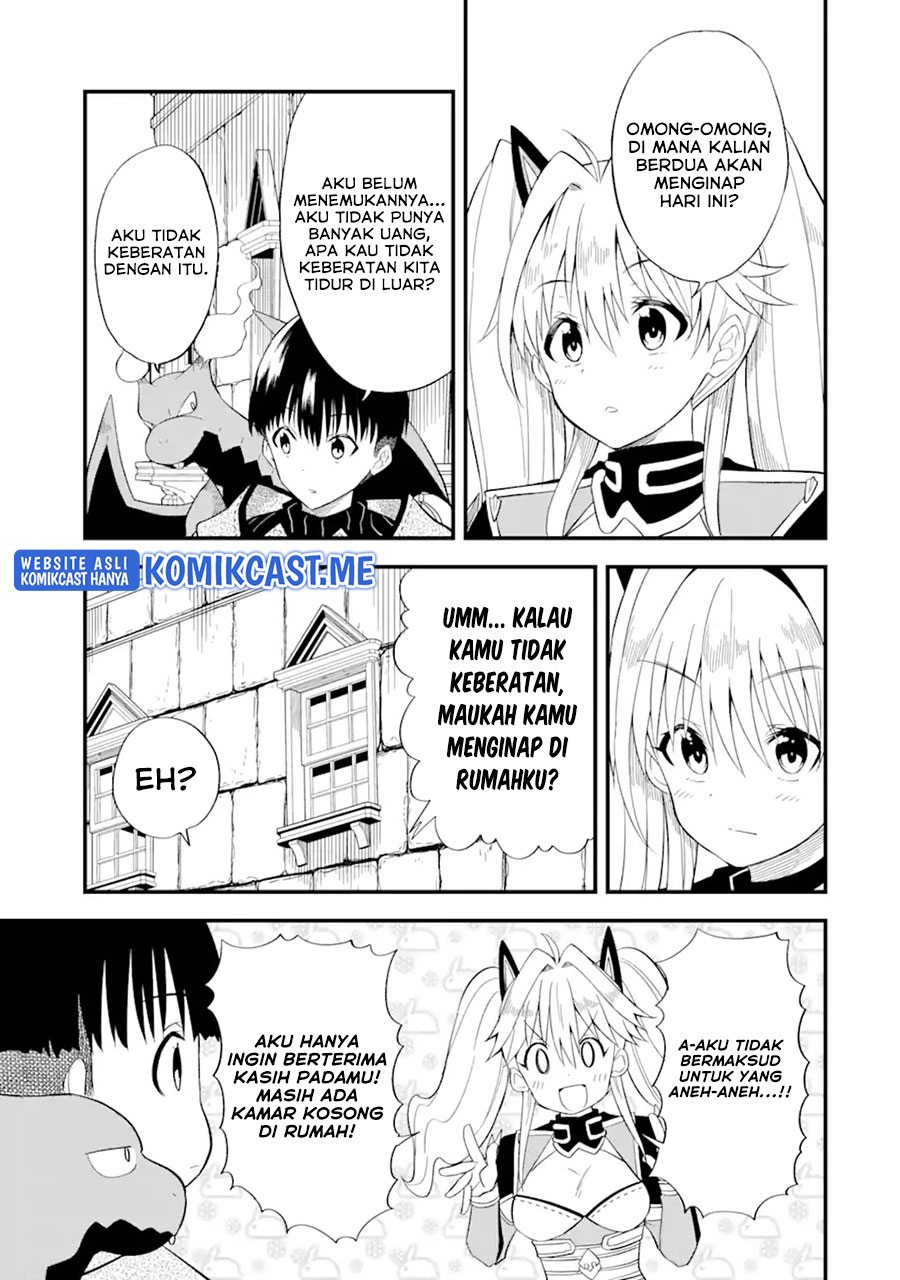 OMONG-OMONG,
DI MANA KALIAN
BERDUA AKAN
MENGINAP
HARI INI?
AKU BELUM
MENEMUKANNYA...
AKU TIDAK PUNYA
BANYAK UANG,
APA KAU TIDAK
KEBERATAN KITA
TIDUR DI LUAR?
AKU TIDAK
KEBERATAN
DENGAN ITU.
WEBSITE ASLI
KOMIKCAST HANYA
KOMIKCAST.ME
UMM... KALAU
KAMU TIDAK
KEBERATAN,
MAUKAH KAMU
MENGINAP DI
RUMAHKU?
EH?
A-AKU TIDAK
BERMAKSUD
UNTUK YANG
ANEH-ANEH...!!
AKU HANYA
INGIN BERTERIMA
KASIH PADAMU!
MASIH ADA
KAMAR KOSONG
DI RUMAH!